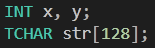 INT x, y;
TCHAR str[128];